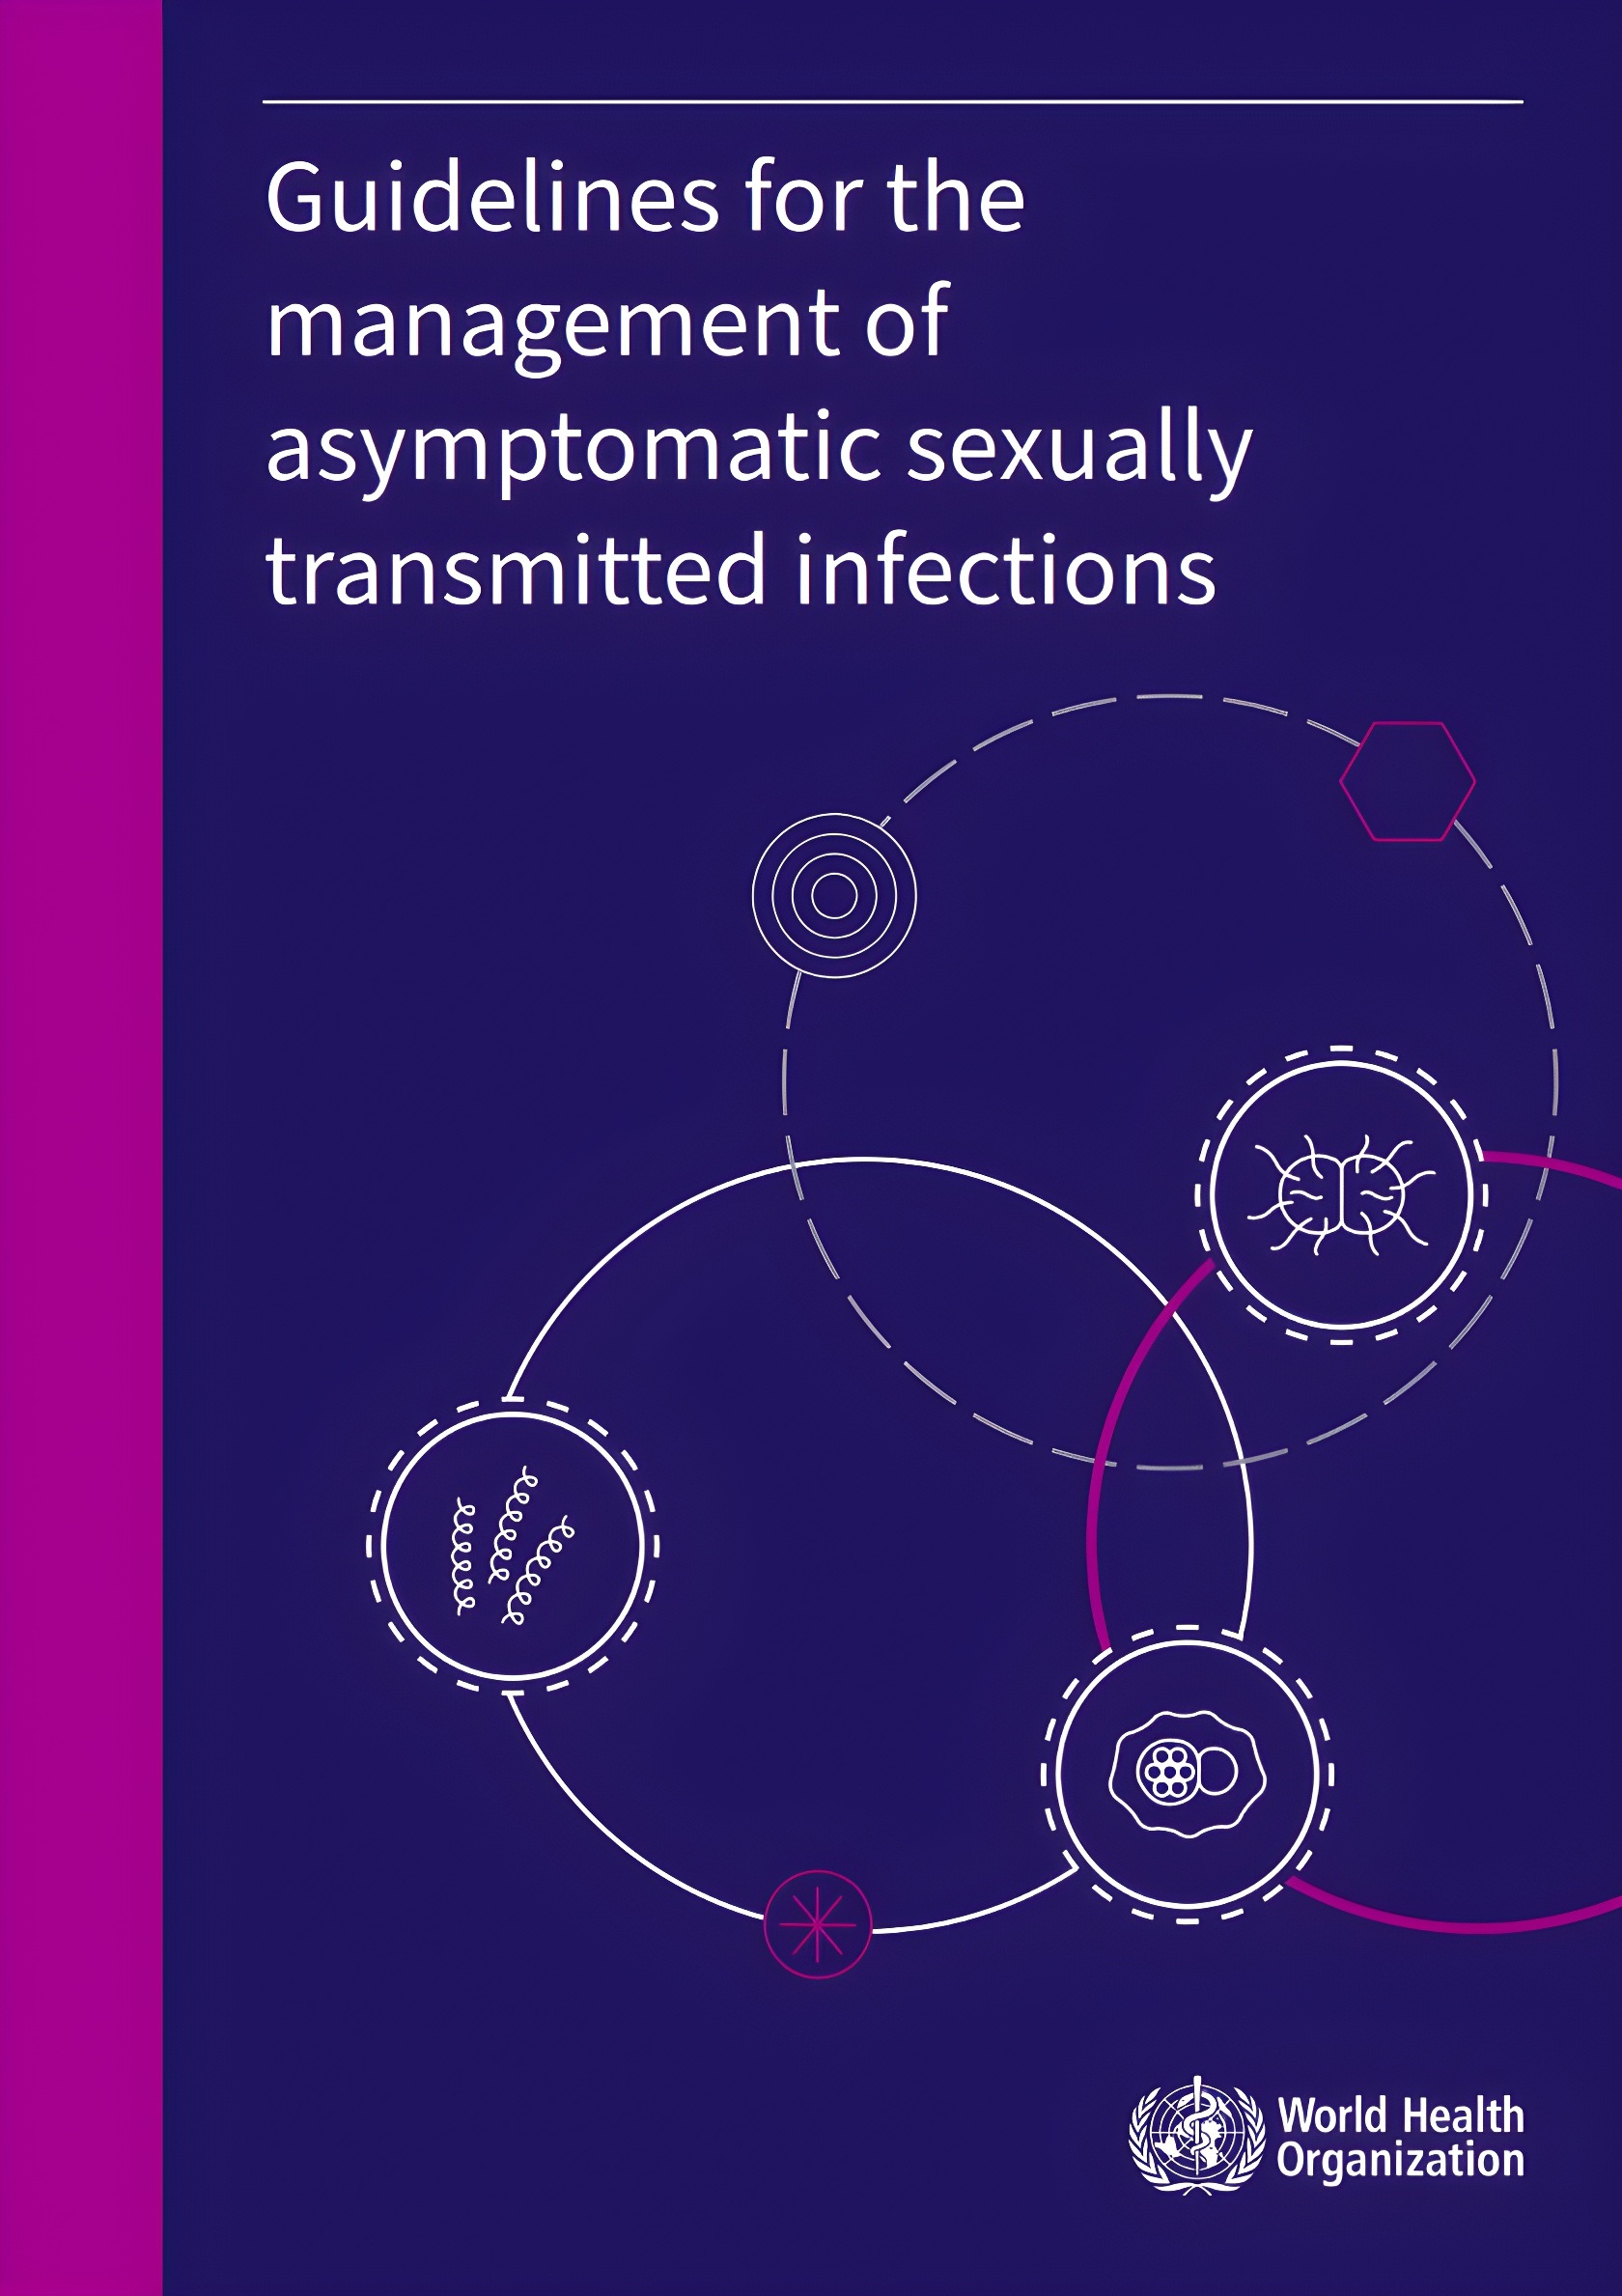 Guidelines for the
management of
asymptomatic sexually
transmitted infections
World Health
Organization